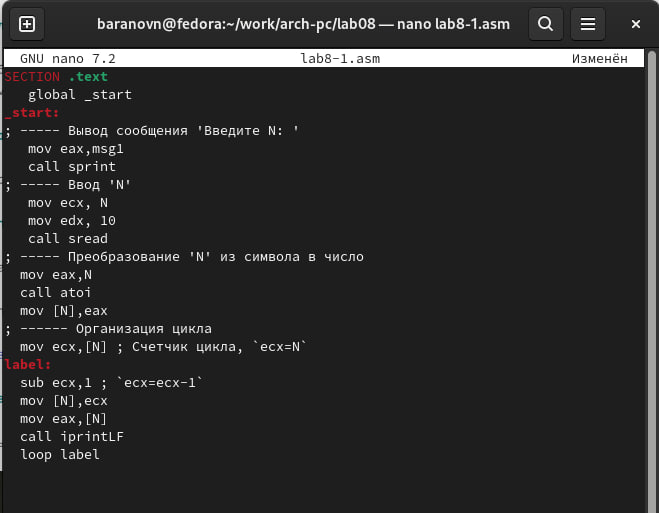 baranovn@fedora:~/work/arch-pc/lab08 — nano lab8-1.asm
GNU nano 7.2 lab8-1.asm Изменён
SECTION .text
global _start
_start:
; ----- Вывод сообщения 'Введите N: '
mov eax,msg1
call sprint
; ----- Ввод 'N'
mov ecx, N
mov edx, 10
call sread
; ----- Преобразование 'N' из символа в число
mov eax,N
call atoi
mov [N],eax
; ------ Организация цикла
mov ecx,[N] ; Счетчик цикла, `ecx=N`
label:
sub ecx,1 ; `ecx=ecx-1`
mov [N],ecx
mov eax,[N]
call iprintLF
loop label